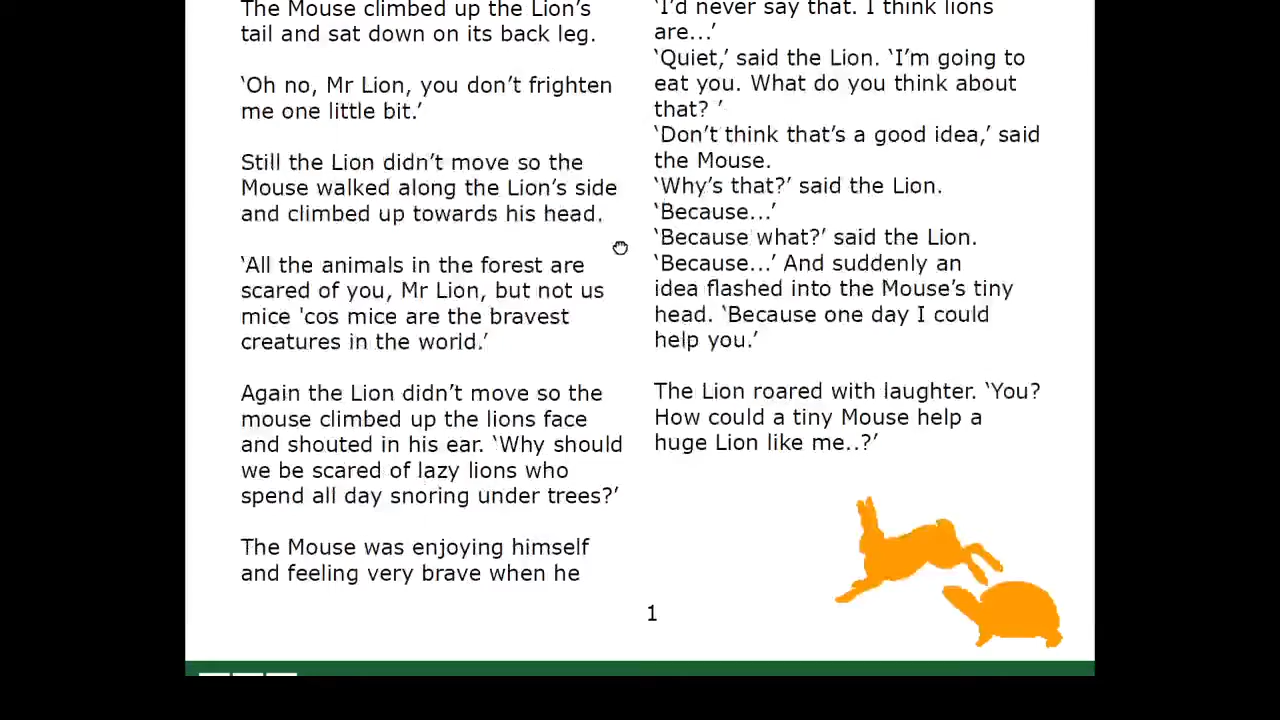 The Mouse climbed up the Lion’s
tail and sat down on its back leg.
‘Oh no, Mr Lion, you don’t frighten
me one little bit.’
Still the Lion didn’t move so the
Mouse walked along the Lion’s side
and climbed up towards his head.
‘All the animals in the forest are
scared of you, Mr Lion, but not us
mice 'cos mice are the bravest
creatures in the world.’
Again the Lion didn’t move so the
mouse climbed up the lions face
and shouted in his ear. ‘Why should
we be scared of lazy lions who
spend all day snoring under trees?’
The Mouse was enjoying himself
and feeling very brave when he
‘I’d never say that. I think lions
are...’
‘Quiet,’ said the Lion. ‘I’m going to
eat you. What do you think about
that? ’
‘Don’t think that’s a good idea,’ said
the Mouse.
‘Why’s that?’ said the Lion.
‘Because...’
‘Because what?’ said the Lion.
‘Because...’ And suddenly an
idea flashed into the Mouse’s tiny
head. ‘Because one day I could
help you.’
The Lion roared with laughter. ‘You?
How could a tiny Mouse help a
huge Lion like me..?’
1